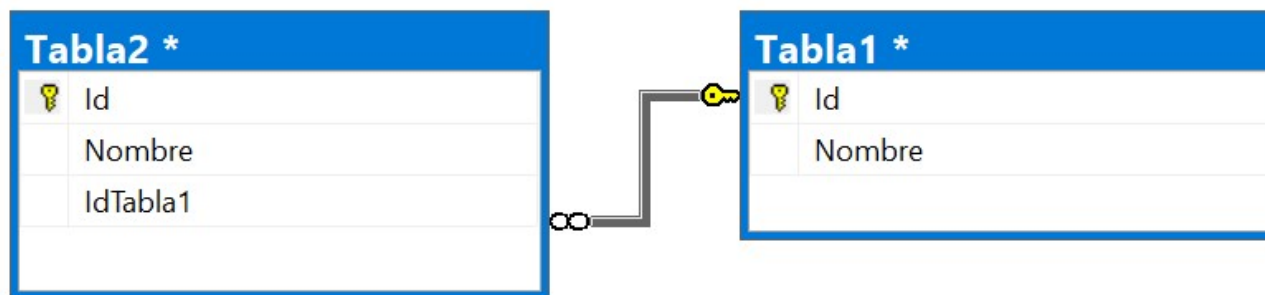 Tabla2 *
Id
Nombre
IdTabla1
Tabla1 *
Id
Nombre